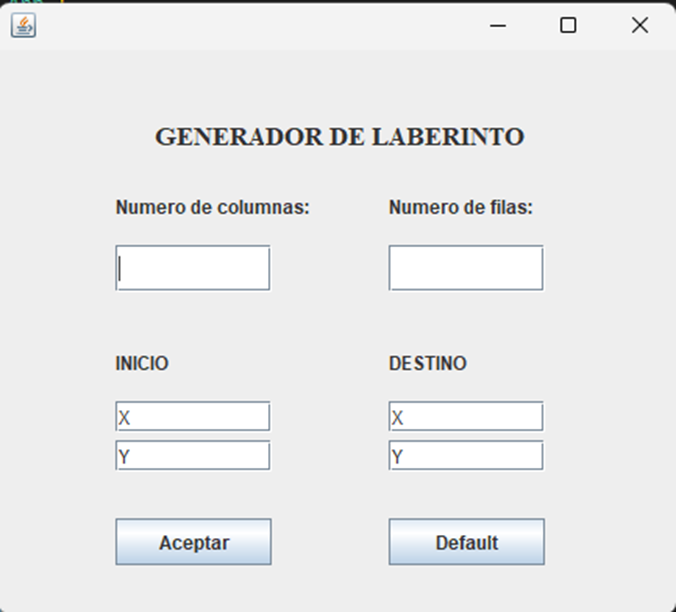 GENERADOR DE LABERINTO
Numero de columnas: Numero de filas:
INICIO DESTINO
X X
Y Y
Aceptar Default